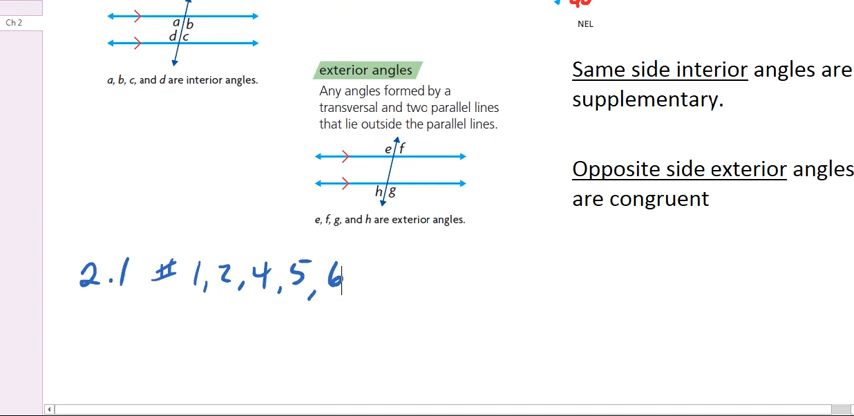 Ch 2
a b
d c
a, b, c, and d are interior angles.
exterior angles
Any angles formed by a
transversal and two parallel lines
that lie outside the parallel lines.
e f
h g
e, f, g, and h are exterior angles.
NEL
Same side interior angles are
supplementary.
Opposite side exterior angles
are congruent
2.1 # 1, 2, 4, 5, 6